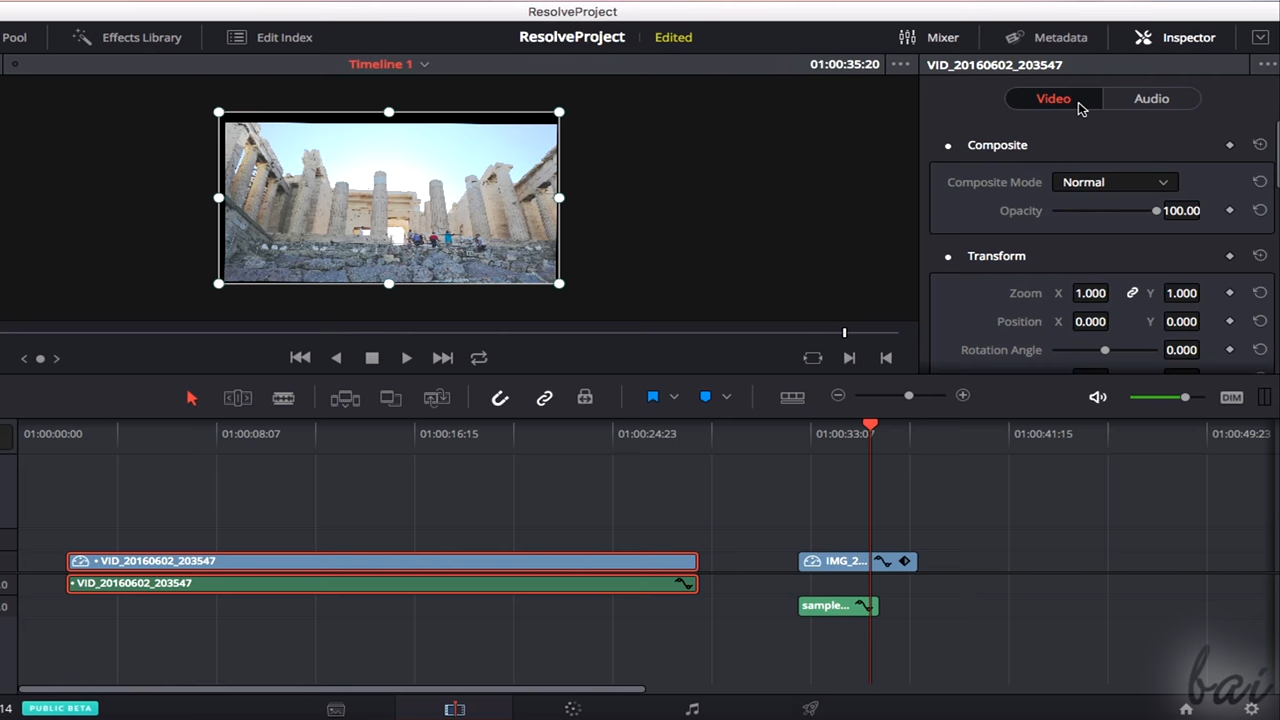 ResolveProject
Pool Effects Library Edit Index ResolveProject Edited Mixer Metadata Inspector
Timeline 1 01:00:35:20 VID_20160602_203547
Video Audio
Composite
Composite Mode Normal
Opacity 100.00
Transform
Zoom X 1.000 Y 1.000
Position X 0.000 Y 0.000
Rotation Angle 0.000
DIM
01:00:00:00 01:00:08:07 01:00:16:15 01:00:24:23 01:00:33:07 01:00:41:15 01:00:49:23
VID_20160602_203547 IMG_2...
VID_20160602_203547
.0
.0 sample...
14 PUBLIC BETA
bai